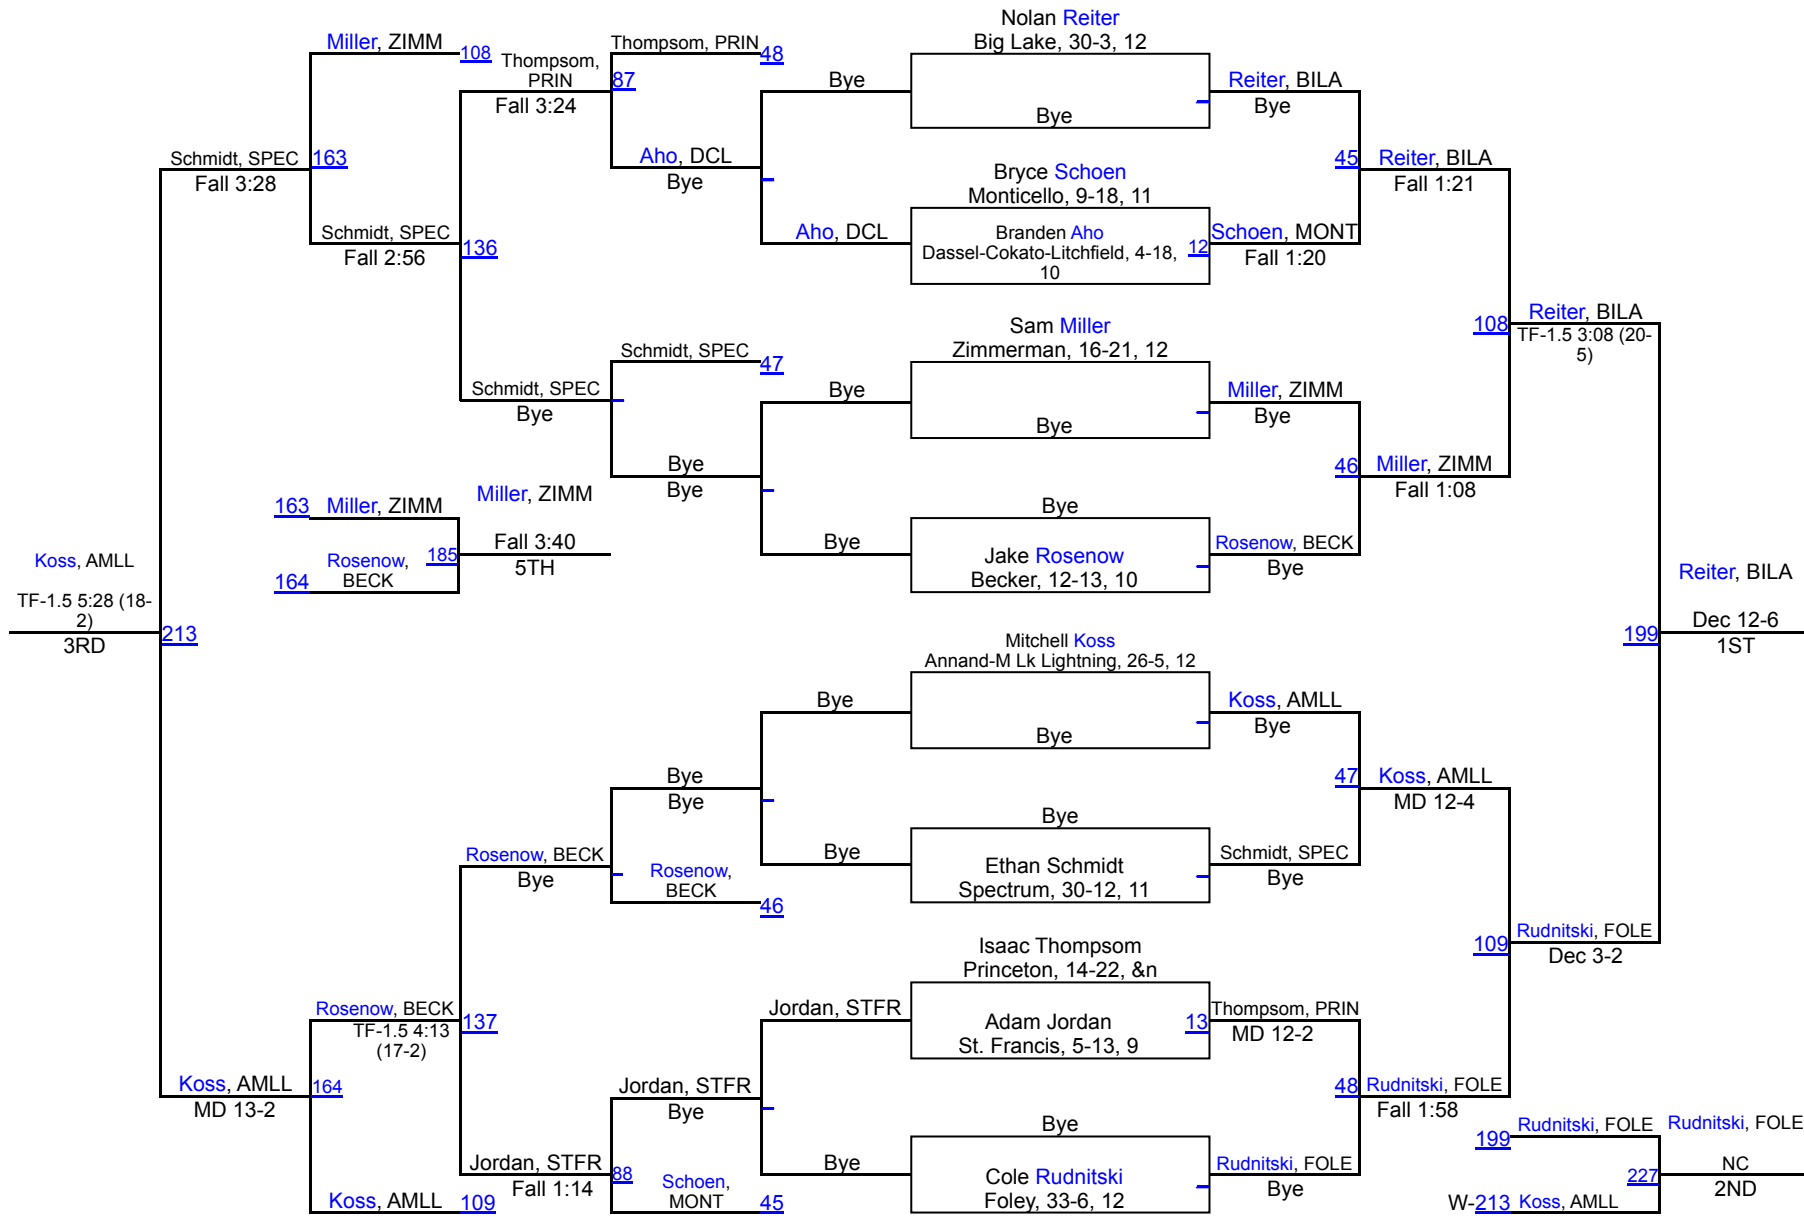 Nolan Reiter
Big Lake, 30-3, 12
Miller, ZIMM
108
Thompsom,
PRIN
Fall 3:24
Thompsom, PRIN
48
87
Bye
Bye
Reiter, BILA
Bye
Schmidt, SPEC
Fall 3:28
163
Aho, DCL
Bye
Bryce Schoen
Monticello, 9-18, 11
45
Reiter, BILA
Fall 1:21
Schmidt, SPEC
Fall 2:56
136
Aho, DCL
Branden Aho
Dassel-Cokato-Litchfield, 4-18,
10
12
Schoen, MONT
Fall 1:20
Sam Miller
Zimmerman, 16-21, 12
108
Reiter, BILA
TF-1.5 3:08 (20-
5)
Schmidt, SPEC
47
Schmidt, SPEC
Bye
Bye
Bye
Miller, ZIMM
Bye
Bye
Bye
46
Miller, ZIMM
Fall 1:08
163
Miller, ZIMM
Miller, ZIMM
Bye
Fall 3:40
5TH
185
Rosenow,
BECK
164
Bye
Jake Rosenow
Becker, 12-13, 10
Rosenow, BECK
Bye
Koss, AMLL
TF-1.5 5:28 (18-
2)
3RD
213
Reiter, BILA
199
Dec 12-6
1ST
Mitchell Koss
Annand-M Lk Lightning, 26-5, 12
Bye
Bye
Koss, AMLL
Bye
Bye
Bye
47
Koss, AMLL
MD 12-4
Bye
Rosenow, BECK
Bye
Rosenow,
BECK
46
Bye
Ethan Schmidt
Spectrum, 30-12, 11
Schmidt, SPEC
Bye
109
Rudnitski, FOLE
Dec 3-2
Isaac Thompsom
Princeton, 14-22, &n
Rosenow, BECK
TF-1.5 4:13
(17-2)
137
Jordan, STFR
Adam Jordan
St. Francis, 5-13, 9
13
Thompsom, PRIN
MD 12-2
Koss, AMLL
MD 13-2
164
Jordan, STFR
Bye
48
Rudnitski, FOLE
Fall 1:58
Bye
199
Rudnitski, FOLE
Rudnitski, FOLE
Jordan, STFR
Fall 1:14
88
Bye
Cole Rudnitski
Foley, 33-6, 12
Rudnitski, FOLE
Bye
227
NC
2ND
Koss, AMLL
109
Schoen,
MONT
45
W-213
Koss, AMLL